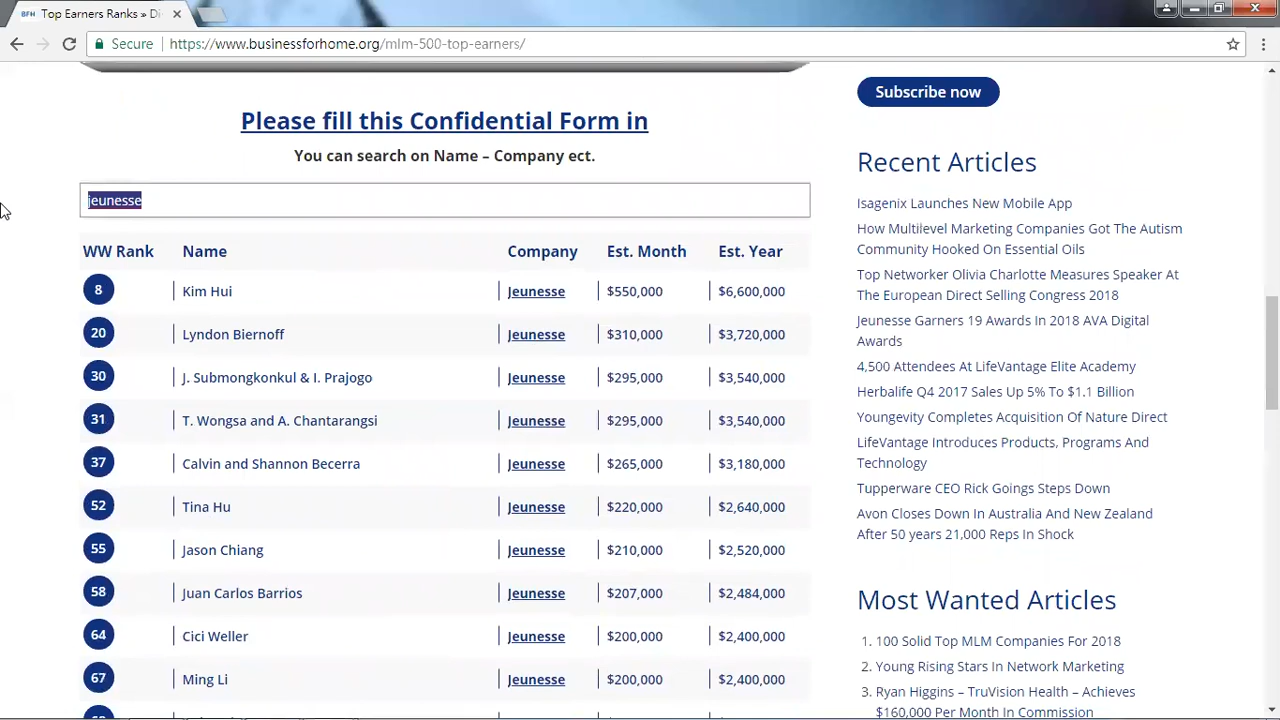 BFH Top Earners Ranks » Di
Secure https://www.businessforhome.org/mlm-500-top-earners/
Please fill this Confidential Form in
You can search on Name – Company ect.
jeunesse
WW Rank Name Company Est. Month Est. Year
8 Kim Hui Jeunesse $550,000 $6,600,000
20 Lyndon Biernoff Jeunesse $310,000 $3,720,000
30 J. Submongkonkul & I. Prajogo Jeunesse $295,000 $3,540,000
31 T. Wongsa and A. Chantarangsi Jeunesse $295,000 $3,540,000
37 Calvin and Shannon Becerra Jeunesse $265,000 $3,180,000
52 Tina Hu Jeunesse $220,000 $2,640,000
55 Jason Chiang Jeunesse $210,000 $2,520,000
58 Juan Carlos Barrios Jeunesse $207,000 $2,484,000
64 Cici Weller Jeunesse $200,000 $2,400,000
67 Ming Li Jeunesse $200,000 $2,400,000
Subscribe now
Recent Articles
Isagenix Launches New Mobile App
How Multilevel Marketing Companies Got The Autism
Community Hooked On Essential Oils
Top Networker Olivia Charlotte Measures Speaker At
The European Direct Selling Congress 2018
Jeunesse Garners 19 Awards In 2018 AVA Digital
Awards
4,500 Attendees At LifeVantage Elite Academy
Herbalife Q4 2017 Sales Up 5% To $1.1 Billion
Youngevity Completes Acquisition Of Nature Direct
LifeVantage Introduces Products, Programs And
Technology
Tupperware CEO Rick Goings Steps Down
Avon Closes Down In Australia And New Zealand
After 50 years 21,000 Reps In Shock
Most Wanted Articles
1. 100 Solid Top MLM Companies For 2018
2. Young Rising Stars In Network Marketing
3. Ryan Higgins – TruVision Health – Achieves
$160,000 Per Month In Commission